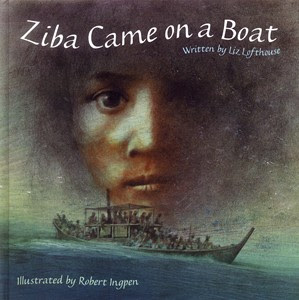 Ziba Came on a Boat
Written by Liz Lofthouse
Illustrated by Robert Ingpen